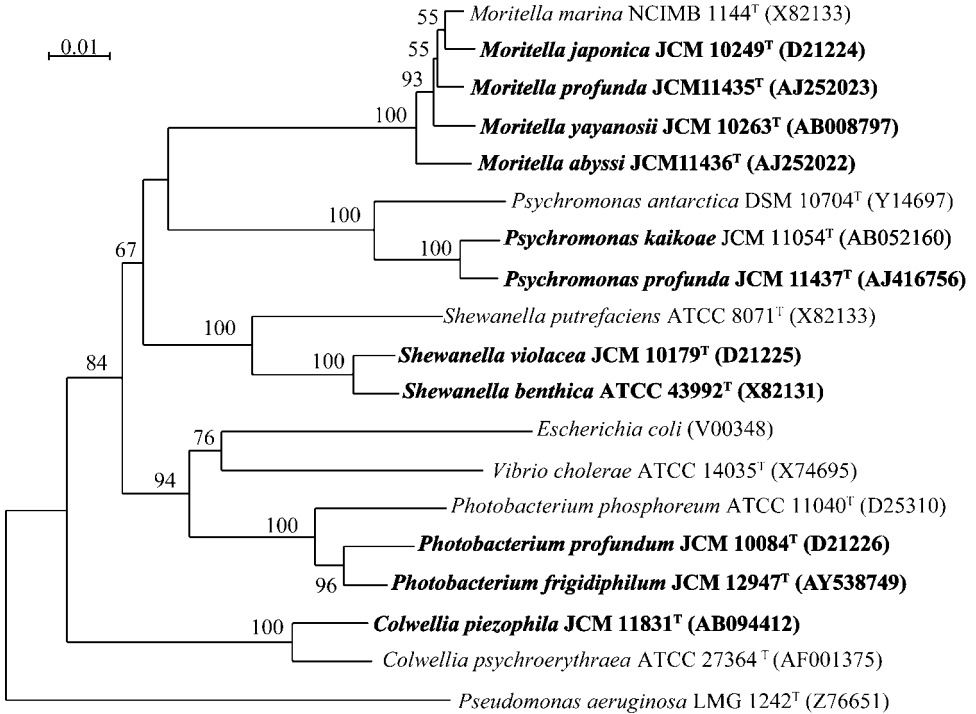 55
Moritella marina NCIMB 1144ᵀ (X82133)
0.01
55
Moritella japonica JCM 10249ᵀ (D21224)
93
Moritella profunda JCM11435ᵀ (AJ252023)
100
Moritella yayanosii JCM 10263ᵀ (AB008797)
Moritella abyssi JCM11436ᵀ (AJ252022)
Psychromonas antarctica DSM 10704ᵀ (Y14697)
100
67
Psychromonas kaikoae JCM 11054ᵀ (AB052160)
100
Psychromonas profunda JCM 11437ᵀ (AJ416756)
Shewanella putrefaciens ATCC 8071ᵀ (X82133)
100
Shewanella violacea JCM 10179ᵀ (D21225)
84
100
Shewanella benthica ATCC 43992ᵀ (X82131)
Escherichia coli (V00348)
76
Vibrio cholerae ATCC 14035ᵀ (X74695)
94
Photobacterium phosphoreum ATCC 11040ᵀ (D25310)
100
Photobacterium profundum JCM 10084ᵀ (D21226)
96
Photobacterium frigidiphilum JCM 12947ᵀ (AY538749)
100
Colwellia piezophila JCM 11831ᵀ (AB094412)
Colwellia psychroerythraea ATCC 27364 ᵀ (AF001375)
Pseudomonas aeruginosa LMG 1242ᵀ (Z76651)